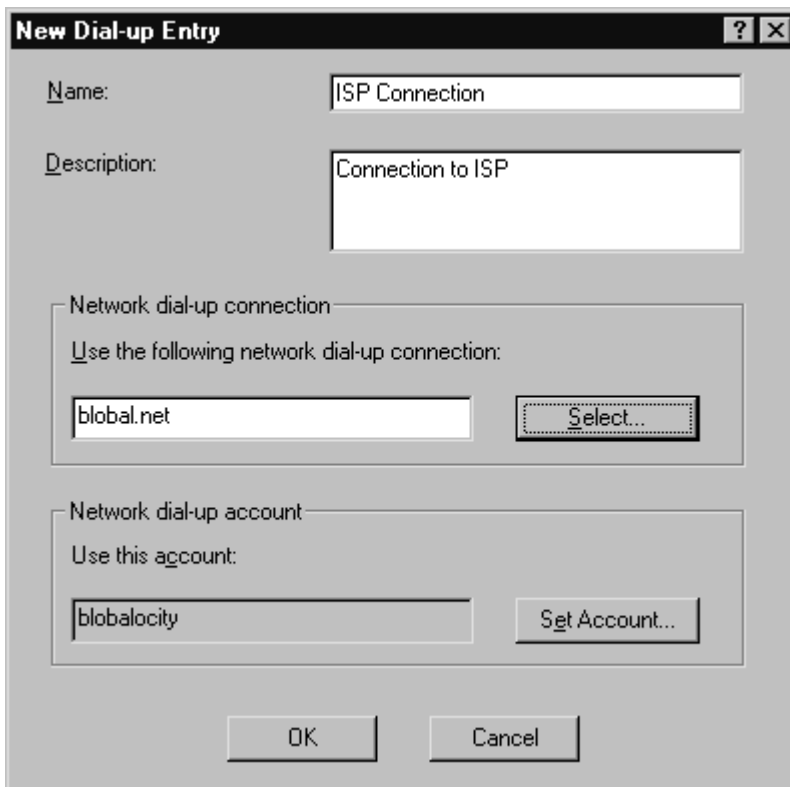 New Dial-up Entry
Name:
ISP Connection
Description:
Connection to ISP
Network dial-up connection
Use the following network dial-up connection:
blobal.net
Select...
Network dial-up account
Use this account:
blobalocity
Set Account...
OK
Cancel